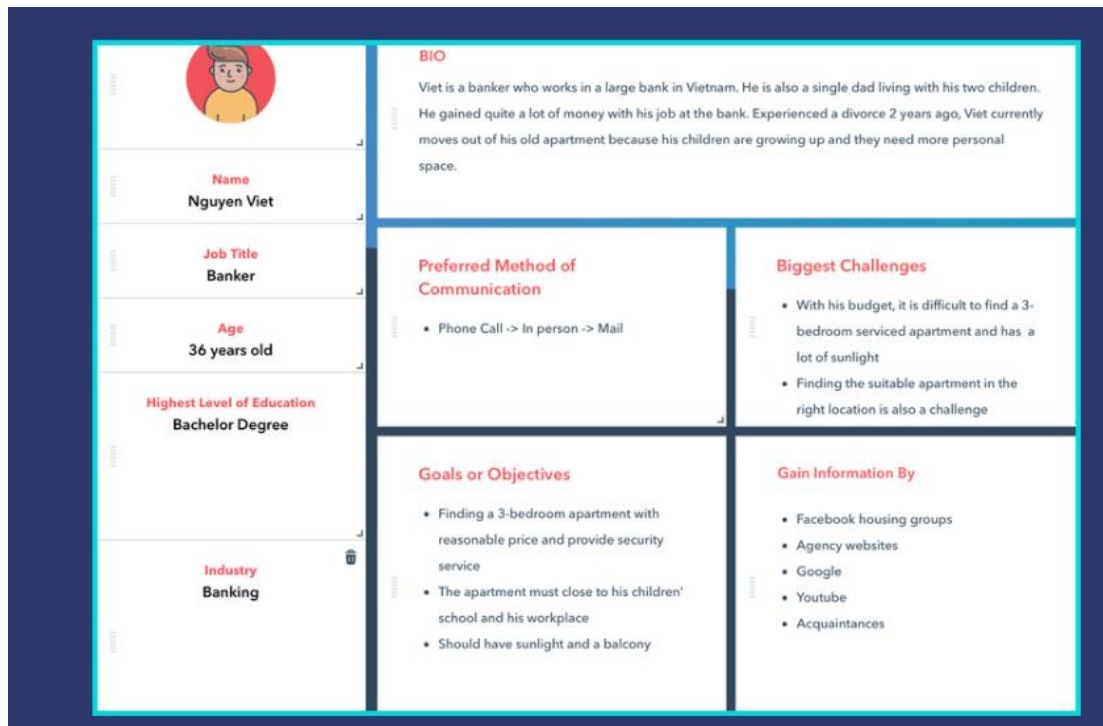 BIO
Viet is a banker who works in a large bank in Vietnam. He is also a single dad living with his two children.
He gained quite a lot of money with his job at the bank. Experienced a divorce 2 years ago, Viet currently
moves out of his old apartment because his children are growing up and they need more personal
space.
Name
Nguyen Viet
Job Title
Banker
Age
36 years old
Highest Level of Education
Bachelor Degree
Industry
Banking
Preferred Method of
Communication
• Phone Call -> In person -> Mail
Biggest Challenges
• With his budget, it is difficult to find a 3-
bedroom serviced apartment and has a
lot of sunlight
• Finding the suitable apartment in the
right location is also a challenge
Goals or Objectives
• Finding a 3-bedroom apartment with
reasonable price and provide security
service
• The apartment must close to his children'
school and his workplace
• Should have sunlight and a balcony
Gain Information By
• Facebook housing groups
• Agency websites
• Google
• Youtube
• Acquaintances